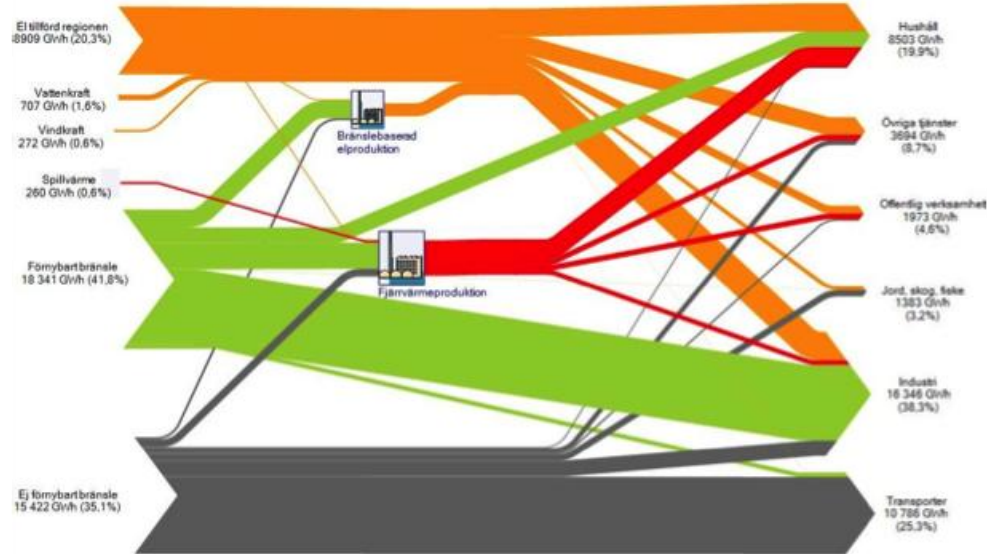 El tillförd regionen
8909 GWh (20,3%)
Vattenkraft
707 GWh (1,6%)
Vindkraft
272 GWh (0,6%)
Spillvärme
260 GWh (0,6%)
Förnybart bränsle
18 341 GWh (41,8%)
Ej förnybart bränsle
15 422 GWh (35,1%)
Bränslebaserad
elproduktion
Fjärrvärmeproduktion
Hushåll
8503 GWh
(19,9%)
Övriga tjänster
3694 GWh
(8,7%)
Offentlig verksamhet
1973 GWh
(4,6%)
Jord, skog, fiske
1383 GWh
(3,2%)
Industri
16 346 GWh
(38,3%)
Transporter
10 786 GWh
(25,3%)